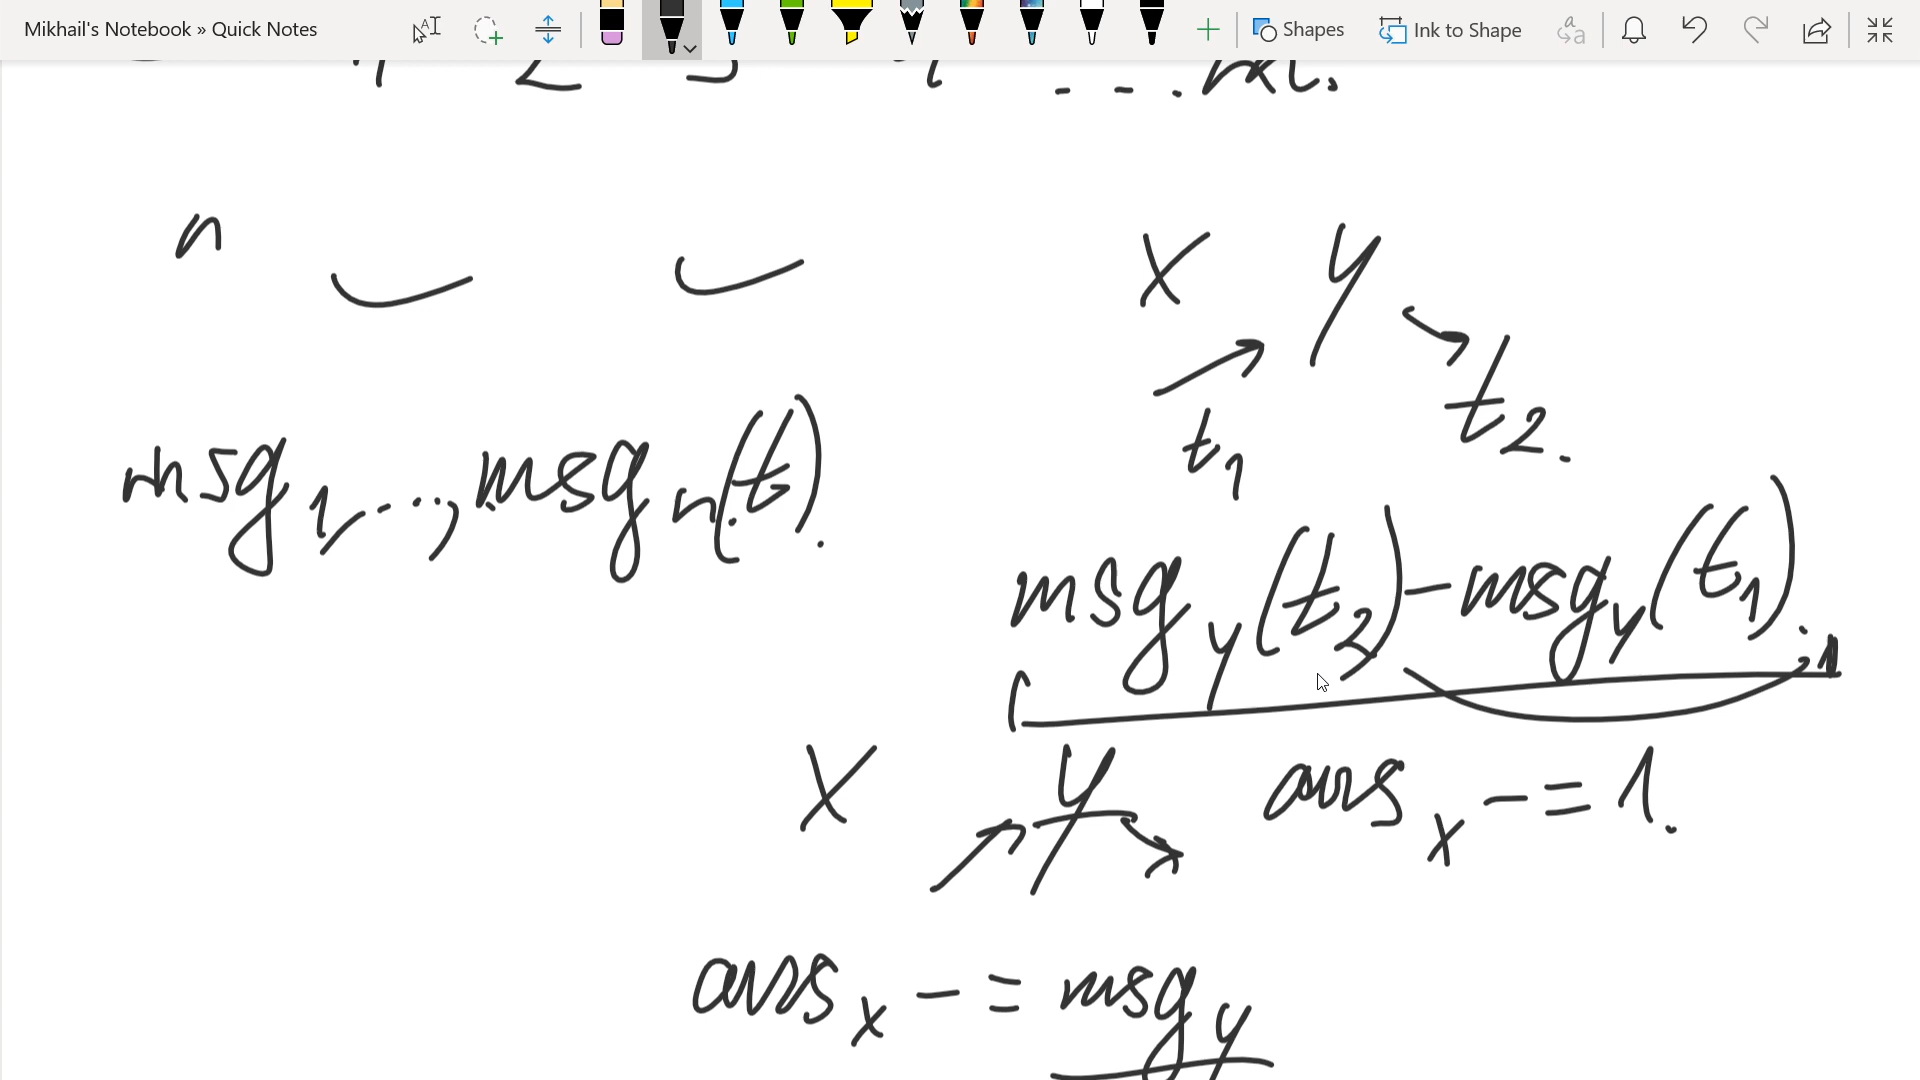 Mikhail's Notebook » Quick Notes
Shapes
Ink to Shape
n
X Y
t1
t2.
msg1, ..., msgn(t).
msgY(t2) - msgY(t1).
X Y ansX -= 1.
ansX -= msgY